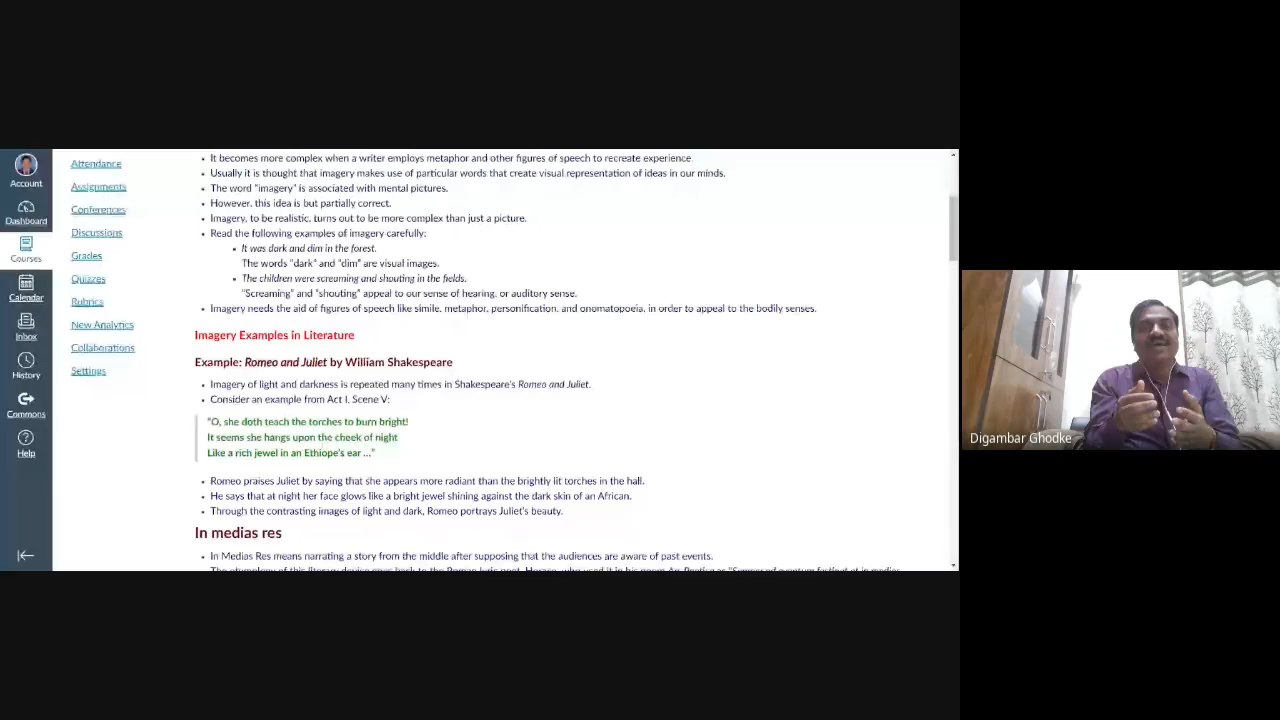 Account
Dashboard
Courses
Calendar
Inbox
History
Commons
Help
Attendance
Assignments
Conferences
Discussions
Grades
Quizzes
Rubrics
New Analytics
Collaborations
Settings
It becomes more complex when a writer employs metaphor and other figures of speech to recreate experience.
Usually it is thought that imagery makes use of particular words that create visual representation of ideas in our minds.
The word "imagery" is associated with mental pictures.
However, this idea is but partially correct.
Imagery, to be realistic, turns out to be more complex than just a picture.
Read the following examples of imagery carefully:
It was dark and dim in the forest.
The words "dark" and "dim" are visual images.
The children were screaming and shouting in the fields.
"Screaming" and "shouting" appeal to our sense of hearing, or auditory sense.
Imagery needs the aid of figures of speech like simile, metaphor, personification, and onomatopoeia, in order to appeal to the bodily senses.
Imagery Examples in Literature
Example: Romeo and Juliet by William Shakespeare
Imagery of light and darkness is repeated many times in Shakespeare's Romeo and Juliet.
Consider an example from Act I, Scene V:
"O, she doth teach the torches to burn bright!
It seems she hangs upon the cheek of night
Like a rich jewel in an Ethiope's ear ..."
Romeo praises Juliet by saying that she appears more radiant than the brightly lit torches in the hall.
He says that at night her face glows like a bright jewel shining against the dark skin of an African.
Through the contrasting images of light and dark, Romeo portrays Juliet's beauty.
In medias res
In Medias Res means narrating a story from the middle after supposing that the audiences are aware of past events.
Digambar Ghodke